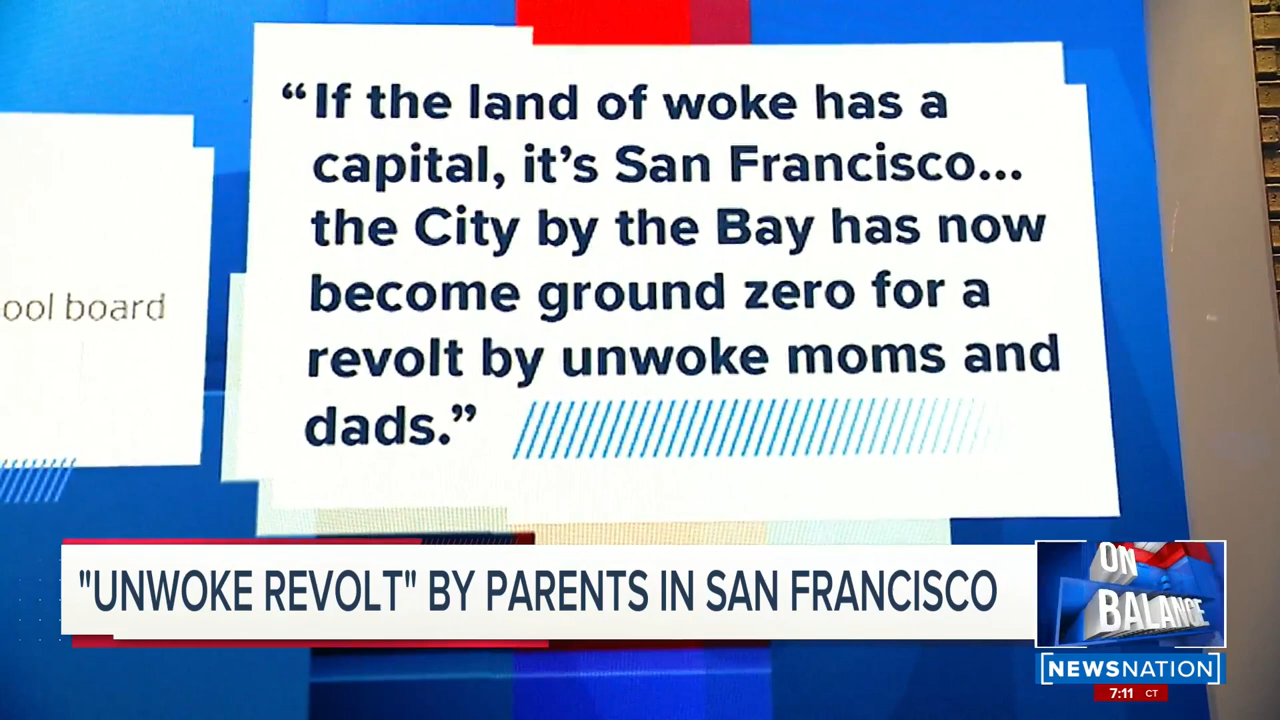 “If the land of woke has a
capital, it’s San Francisco...
the City by the Bay has now
become ground zero for a
revolt by unwoke moms and
dads.”
ool board
"UNWOKE REVOLT" BY PARENTS IN SAN FRANCISCO
ON
BALANCE
NEWSNATION
7:11 CT